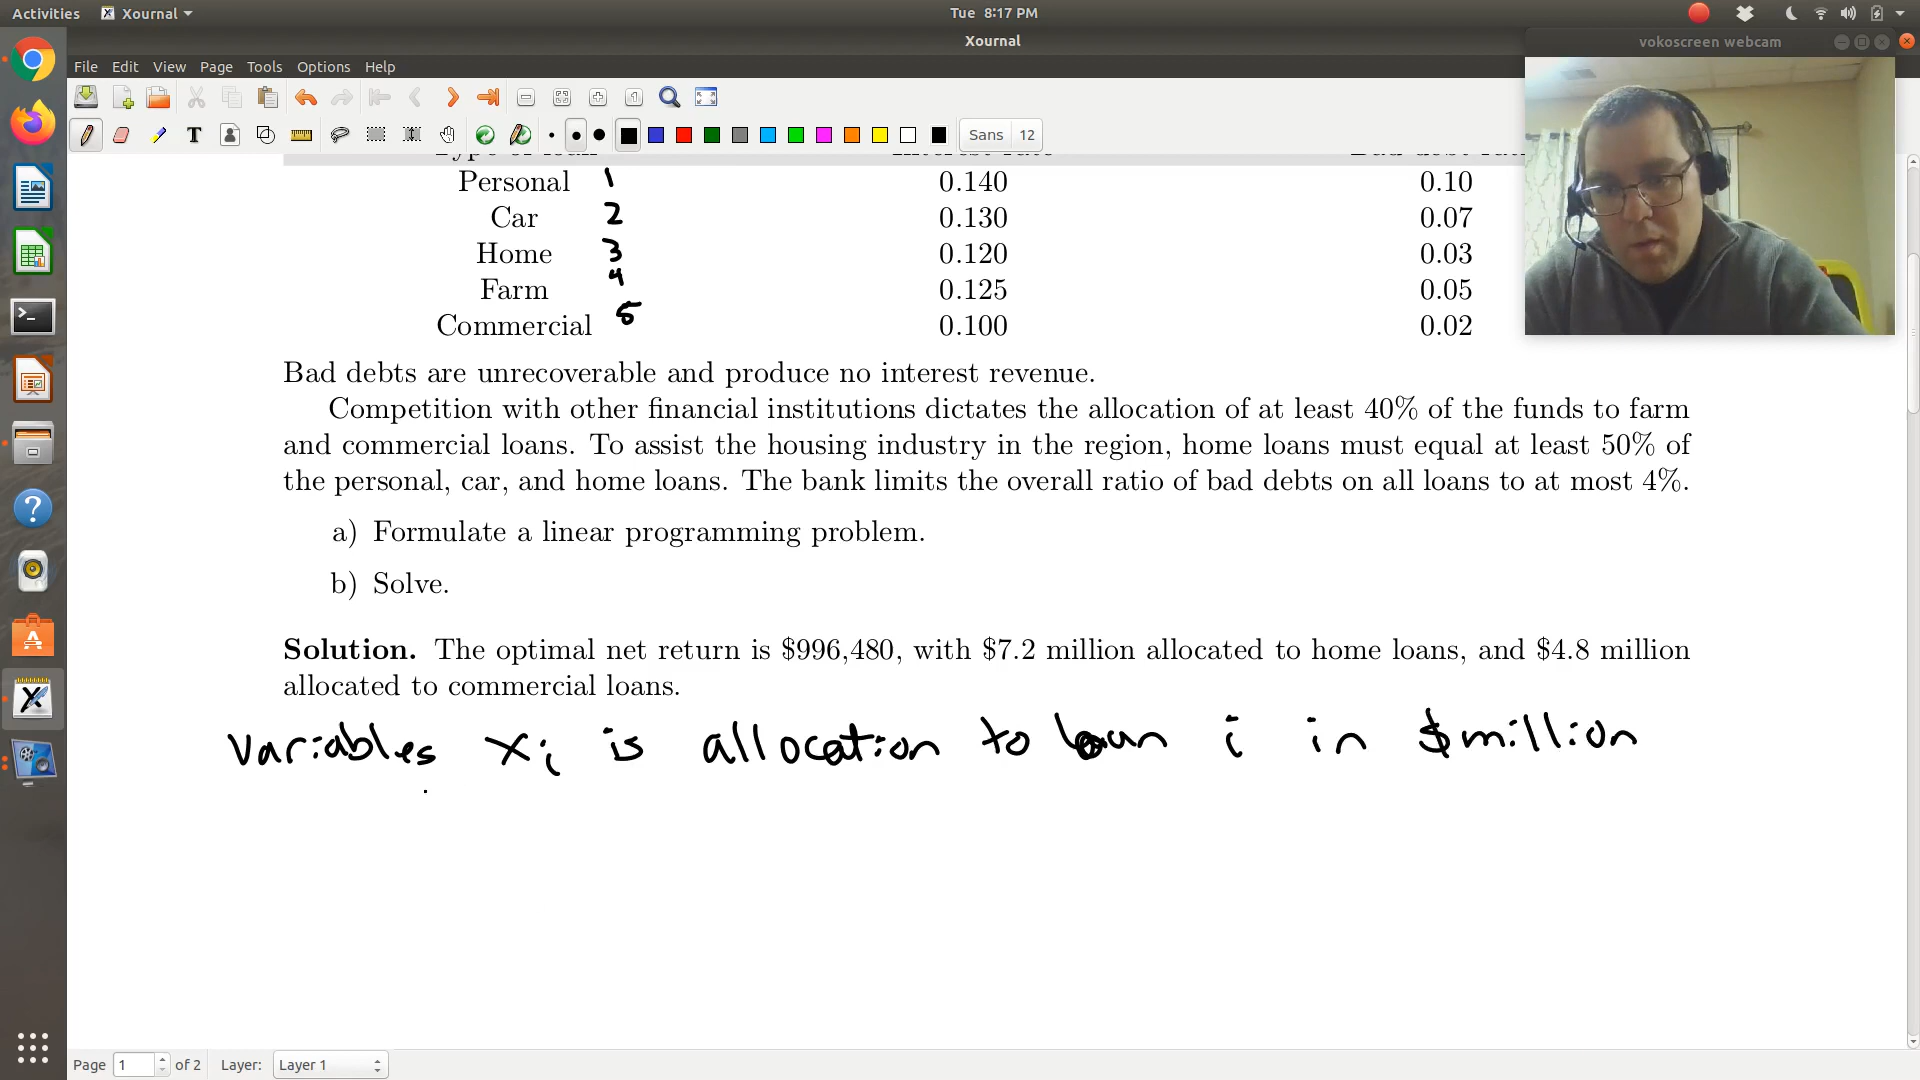 Activities Xournal Tue 8:17 PM
Xournal
vokoscreen webcam
File Edit View Page Tools Options Help
Sans 12
Type of loan Interest rate
Personal 1 0.140 0.10
Car 2 0.130 0.07
Home 3 0.120 0.03
Farm 4 0.125 0.05
Commercial 5 0.100 0.02
Bad debts are unrecoverable and produce no interest revenue.
Competition with other financial institutions dictates the allocation of at least 40% of the funds to farm
and commercial loans. To assist the housing industry in the region, home loans must equal at least 50% of
the personal, car, and home loans. The bank limits the overall ratio of bad debts on all loans to at most 4%.
a) Formulate a linear programming problem.
b) Solve.
Solution. The optimal net return is $996,480, with $7.2 million allocated to home loans, and $4.8 million
allocated to commercial loans.
variables xi is allocation to loan i in $million
Page 1 of 2 Layer: Layer 1